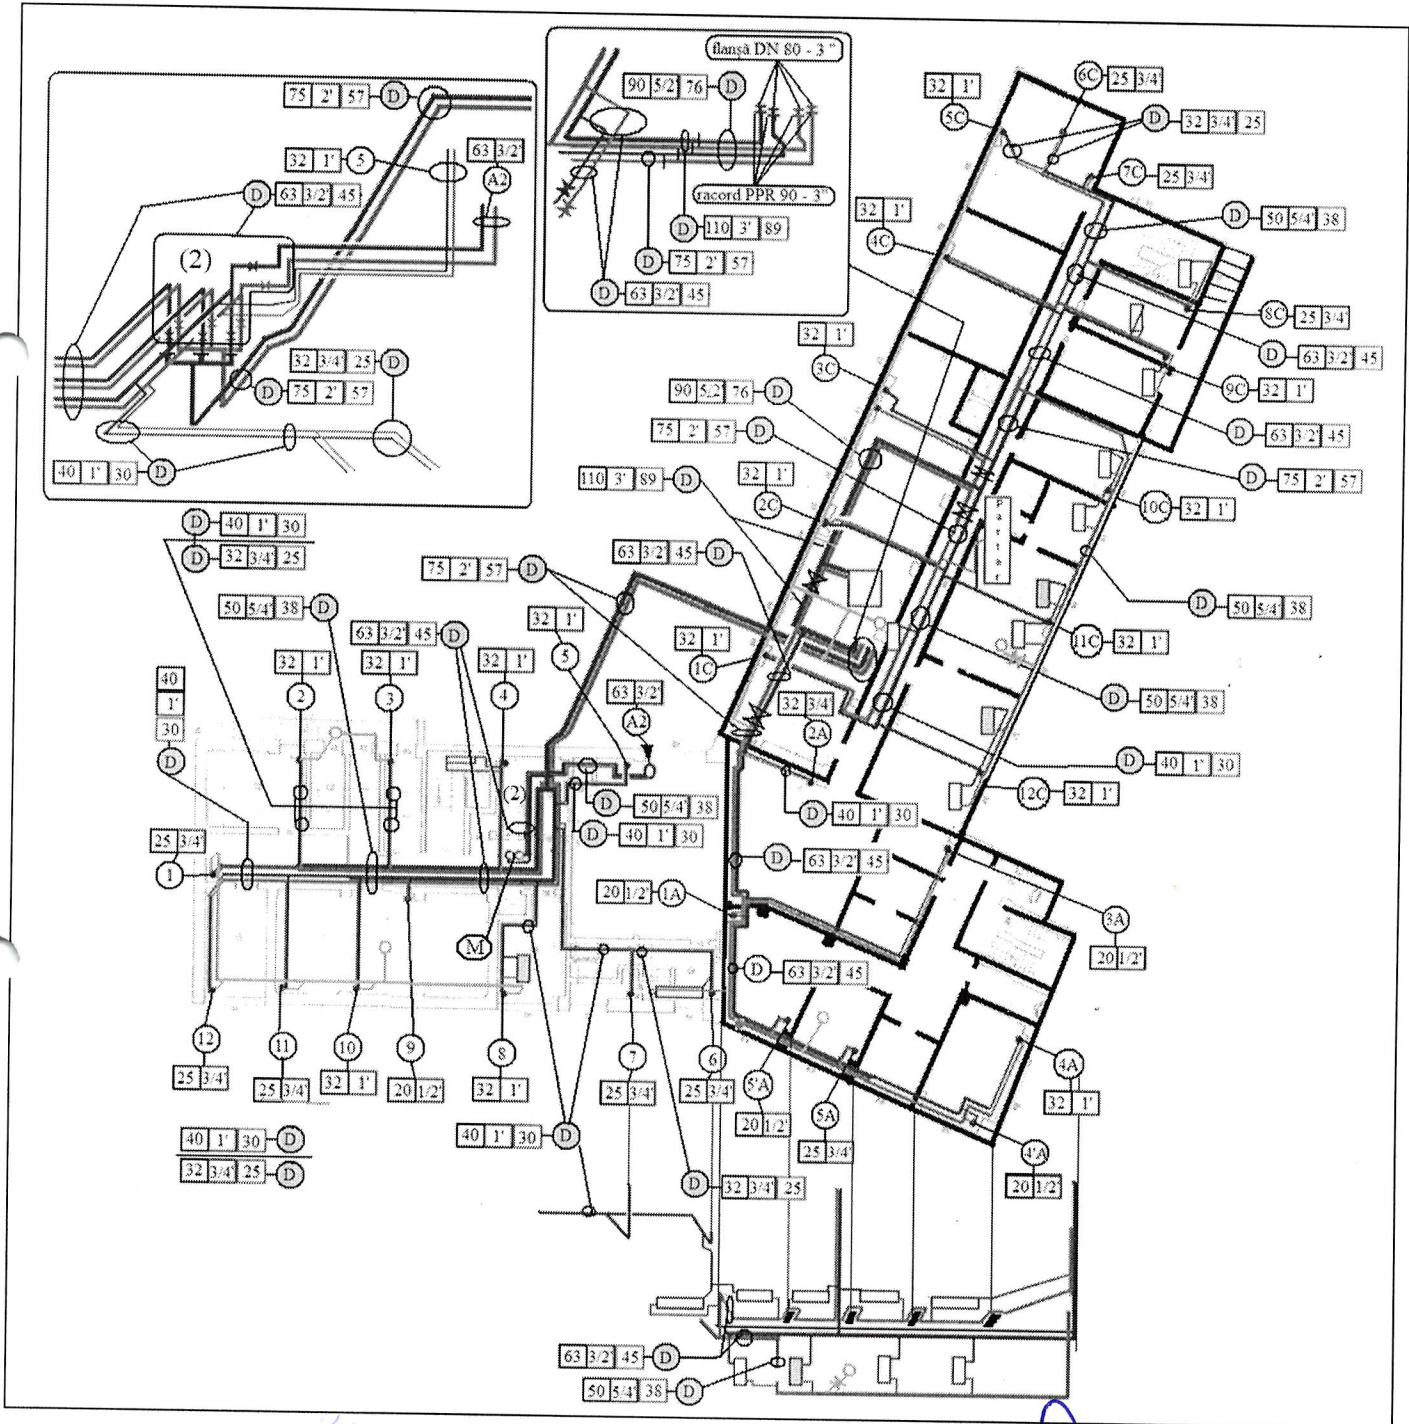 flanșă DN 80 - 3 "
90 5/2' 76 D
75 2' 57 D
32 1' 5
63 3/2'
A2
D 63 3/2' 45
(2)
32 3/4' 25 D
D 75 2' 57
40 1' 30 D
racord PPR 90 - 3"
D 110 3' 89
D 75 2' 57
D 63 3/2' 45
32 1'
5C
6C 25 3/4'
D 32 3/4' 25
7C 25 3/4'
32 1'
4C
D 50 5/4' 38
8C 25 3/4'
32 1'
3C
D 63 3/2' 45
9C 32 1'
90 5/2 76 D
75 2' 57 D
D 63 3/2' 45
110 3' 89 D
32 1'
2C
D 75 2' 57
10C 32 1'
Parter
D 40 1' 30
D 32 3/4' 25
63 3/2' 45 D
75 2' 57 D
50 5/4' 38 D
D 50 5/4' 38
32 1'
5
63 3/2' 45 D
32 1'
1C
11C 32 1'
32 1'
2
32 1'
3
32 1'
4
40
1'
30
D
63 3/2'
A2
32 3/4'
2A
D 50 5/4' 38
D 40 1' 30
(2)
D 50 5/4' 38
12C 32 1'
D 40 1' 30
D 40 1' 30
25 3/4'
1
D 63 3/2' 45
20 1/2' 1A
3A
20 1/2'
M
D 63 3/2' 45
12
25 3/4'
11
25 3/4'
10
32 1'
9
20 1/2'
8
32 1'
7
25 3/4'
6
25 3/4'
5'A
20 1/2'
5A
25 3/4'
4A
32 1'
4'A
20 1/2'
40 1' 30 D
32 3/4' 25 D
40 1' 30 D
D 32 3/4' 25
63 3/2' 45 D
50 5/4' 38 D